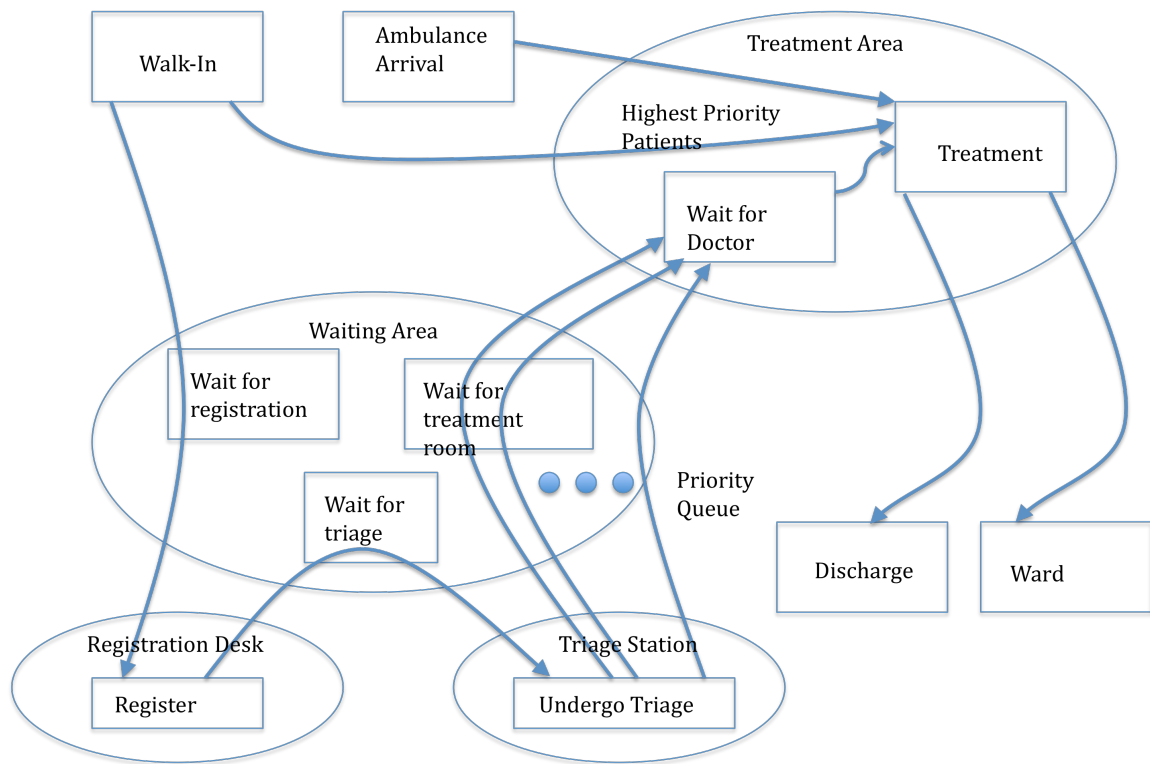 Walk-In
Ambulance
Arrival
Treatment Area
Highest Priority
Patients
Treatment
Wait for
Doctor
Waiting Area
Wait for
registration
Wait for
treatment
room
Wait for
triage
Priority
Queue
Discharge
Ward
Registration Desk
Register
Triage Station
Undergo Triage